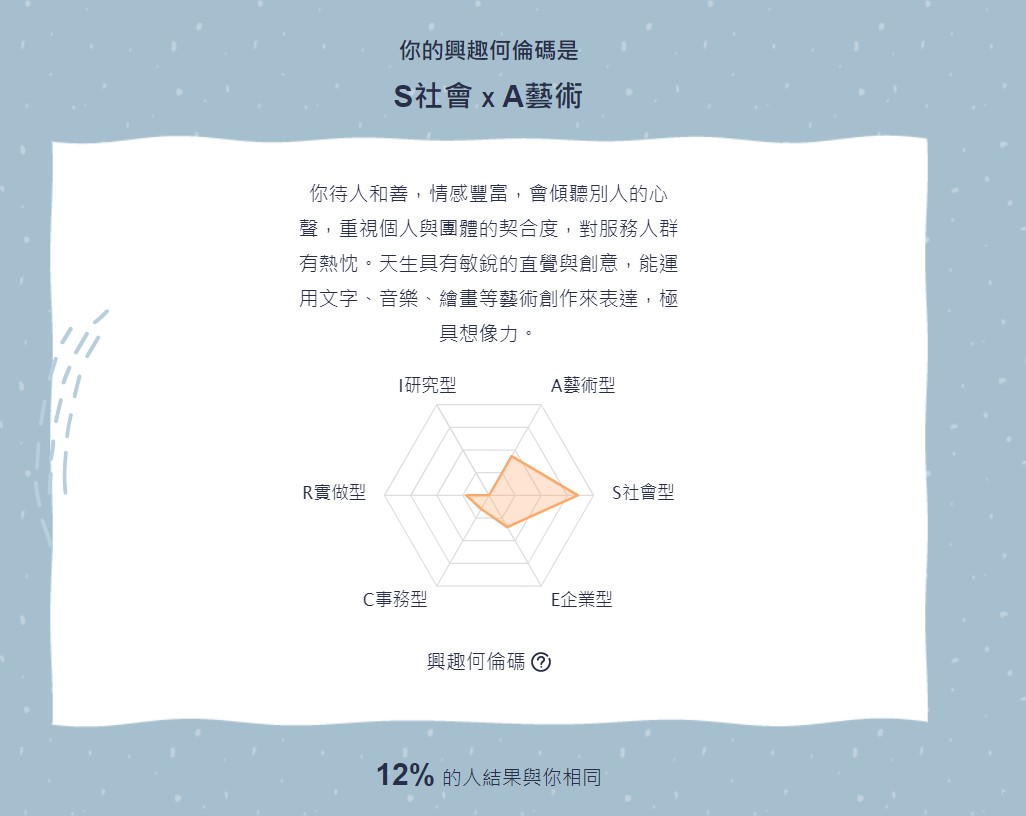 你的興趣何倫碼是
S社會 x A藝術
你待人和善，情感豐富，會傾聽別人的心
聲，重視個人與團體的契合度，對服務人群
有熱忱。天生具有敏銳的直覺與創意，能運
用文字、音樂、繪畫等藝術創作來表達，極
具想像力。
I研究型
A藝術型
R實做型
S社會型
C事務型
E企業型
興趣何倫碼 ?
12% 的人結果與你相同